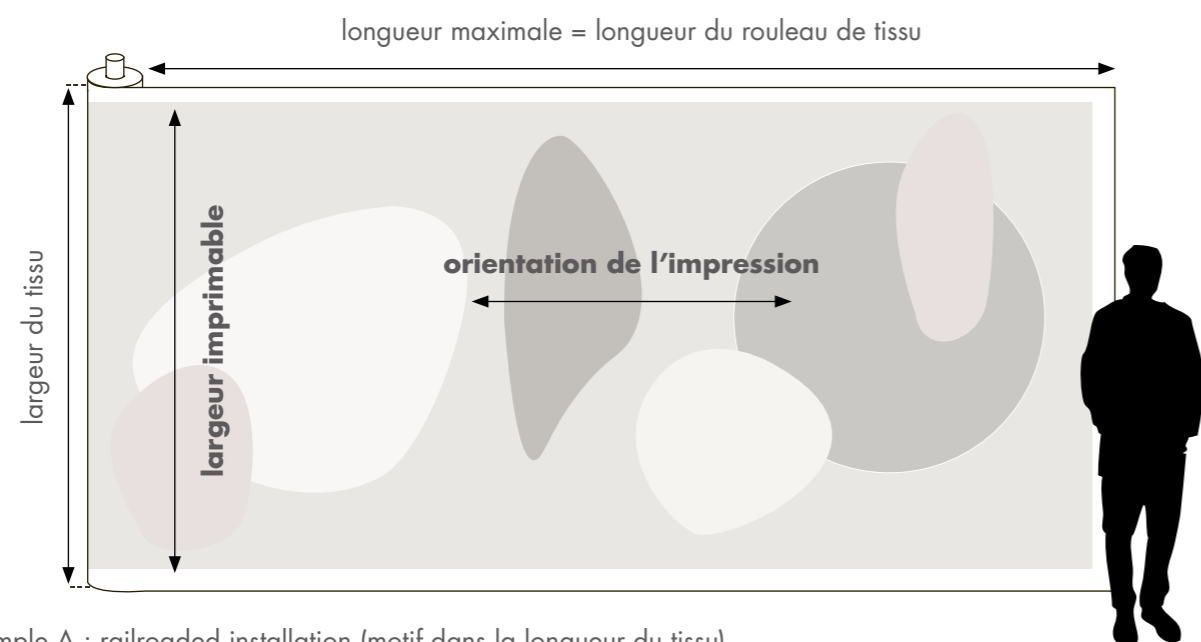 longueur maximale = longueur du rouleau de tissu
largeur du tissu
largeur imprimable
orientation de l'impression
A : railroaded installation (motif dans la longueur du tissu)